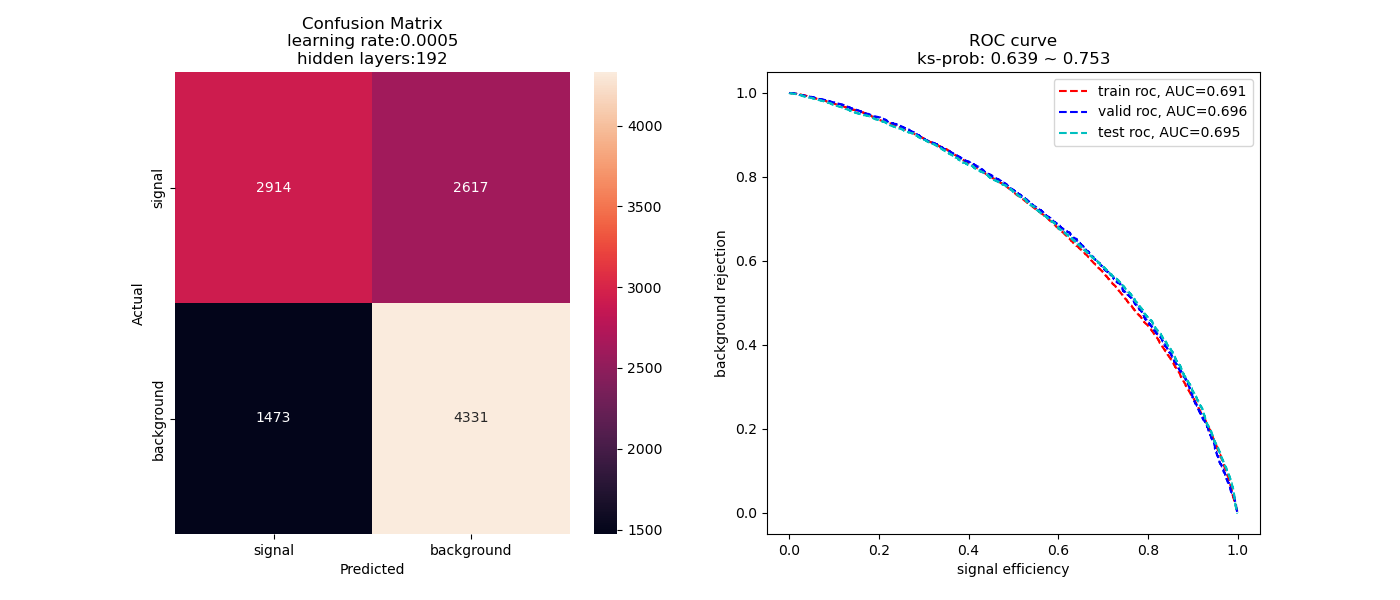 Confusion Matrix
learning rate:0.0005
hidden layers:192
signal
background
Actual
2914
2617
1473
4331
signal
background
Predicted
4000
3500
3000
2500
2000
1500
ROC curve
ks-prob: 0.639 ~ 0.753
train roc, AUC=0.691
valid roc, AUC=0.696
test roc, AUC=0.695
background rejection
1.0
0.8
0.6
0.4
0.2
0.0
0.0
0.2
0.4
0.6
0.8
1.0
signal efficiency